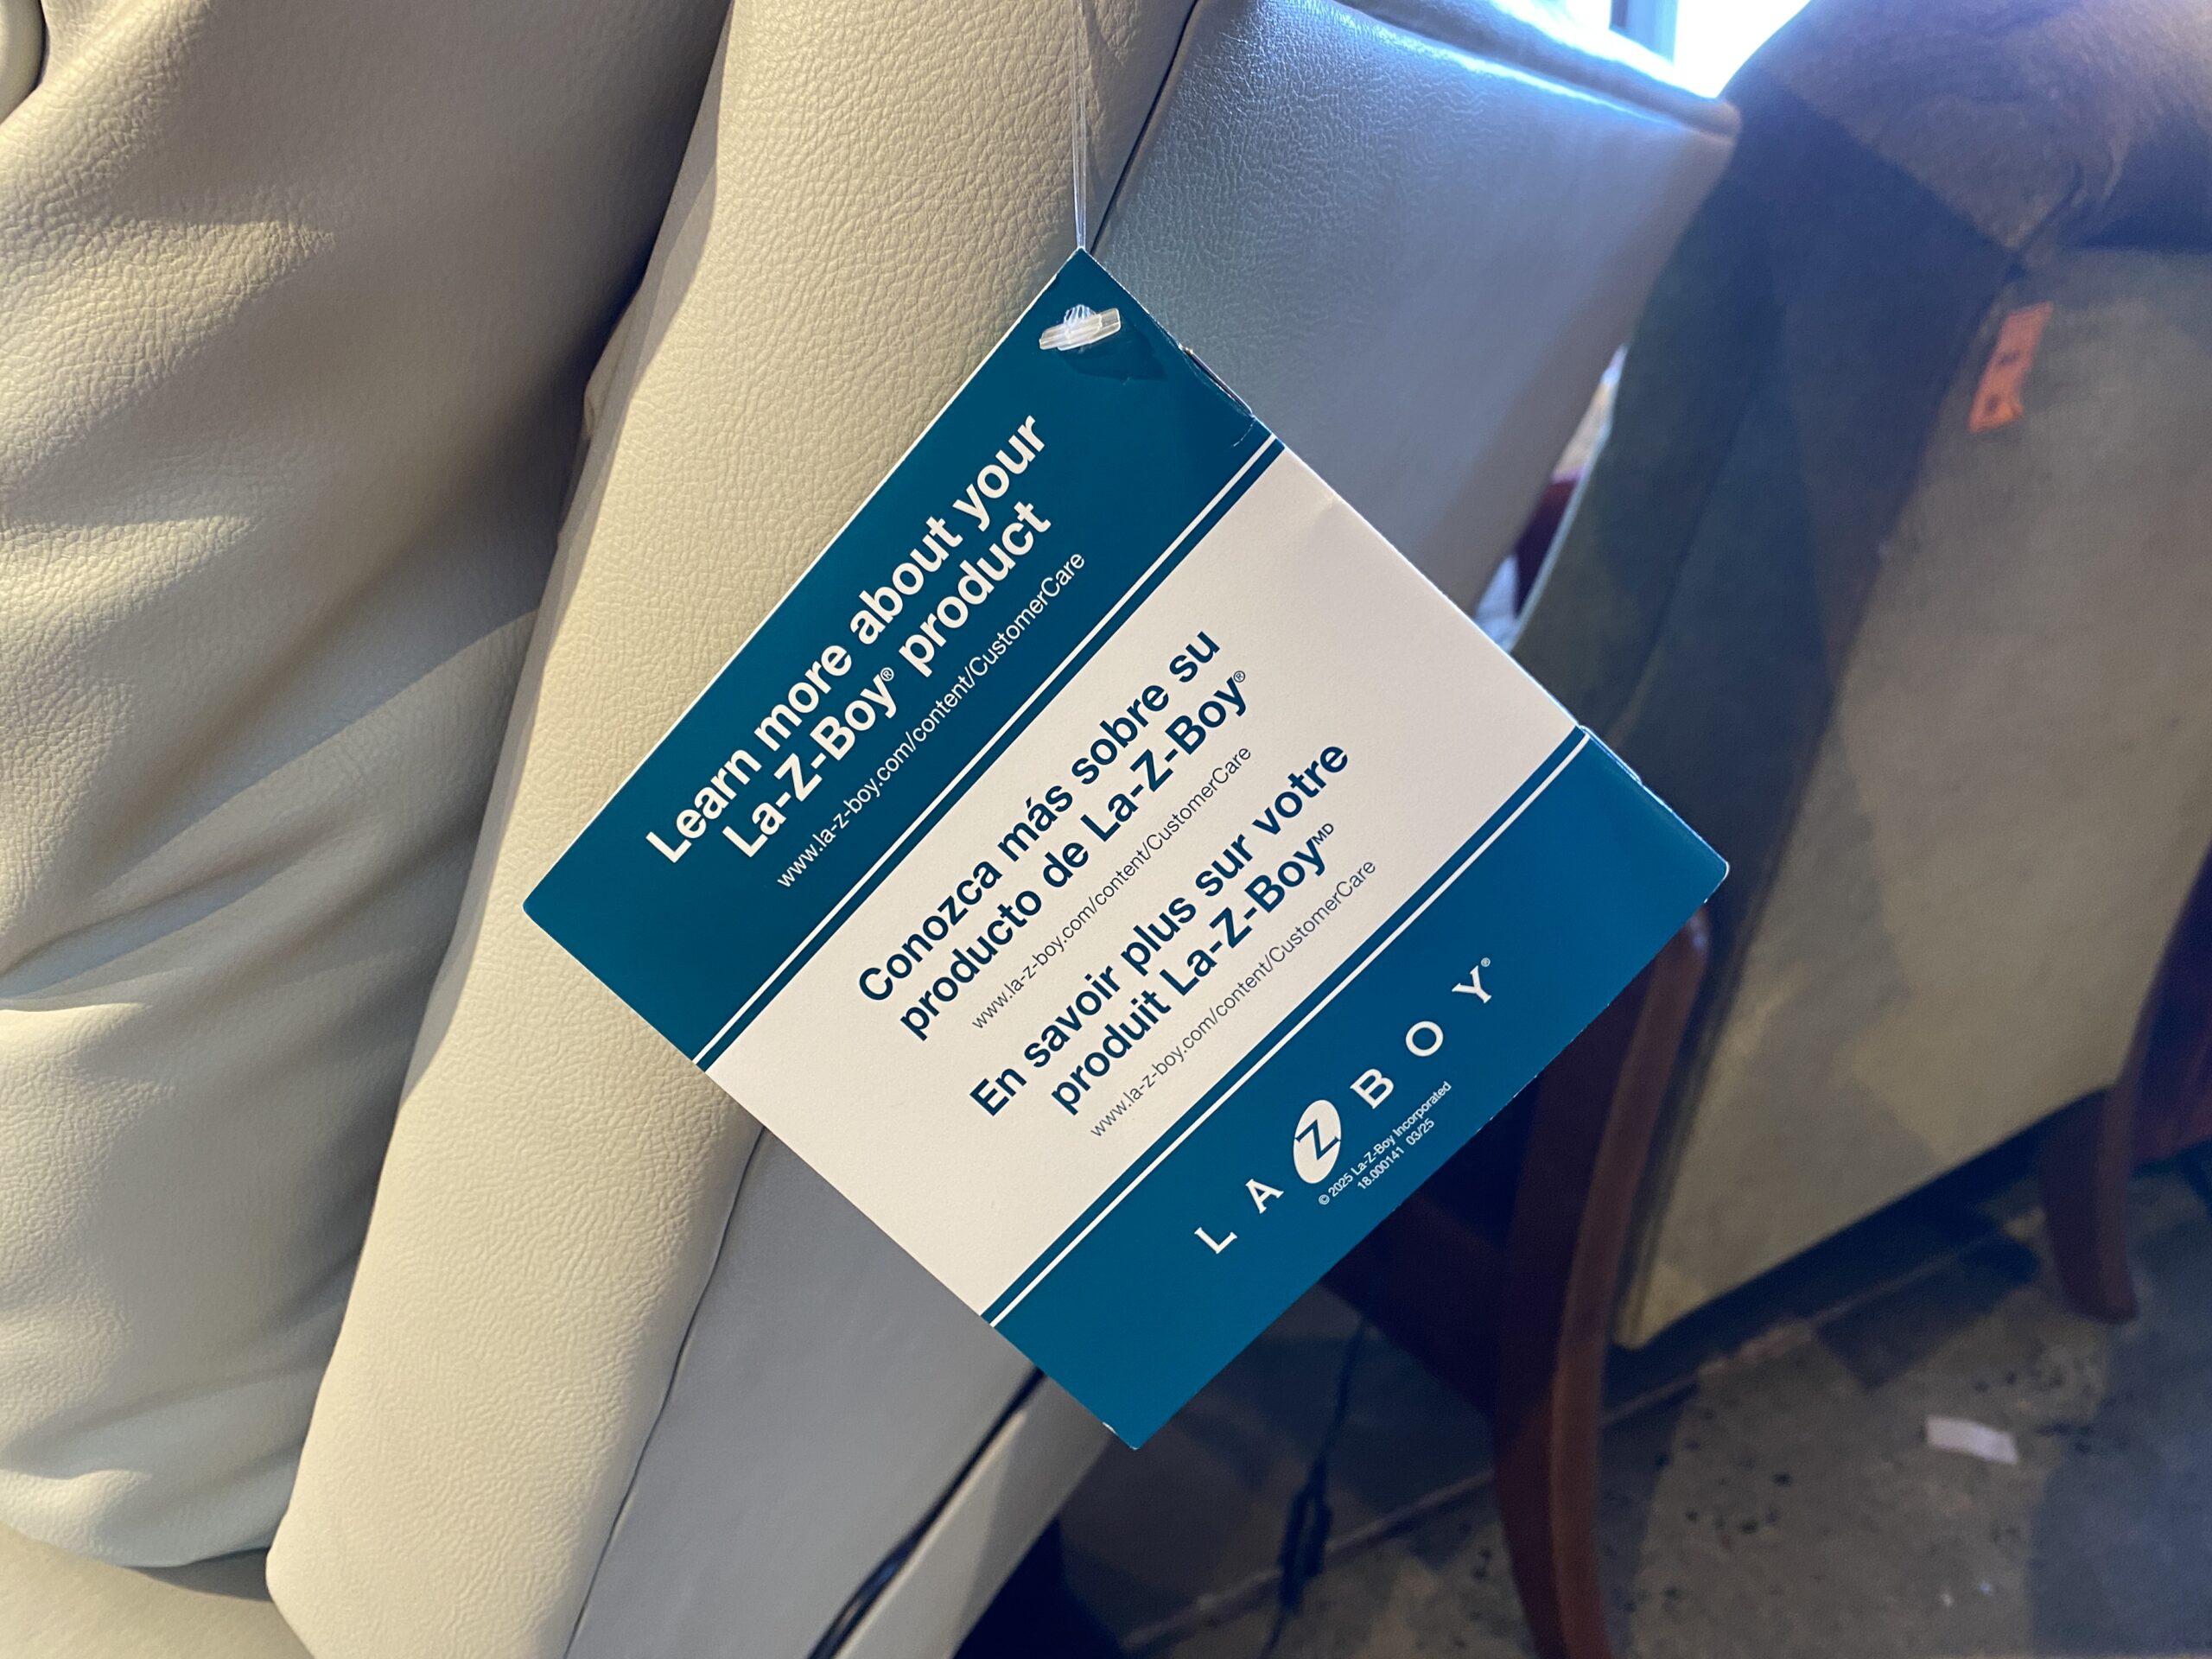 Learn more about your
La-Z-Boy® product
www.la-z-boy.com/content/CustomerCare
Conozca más sobre su
producto de La-Z-Boy®
www.la-z-boy.com/content/CustomerCare
En savoir plus sur votre
produit La-Z-Boy^MD
www.la-z-boy.com/content/CustomerCare
LAZBOY®
© 2025 La-Z-Boy Incorporated
18.000141 03/25